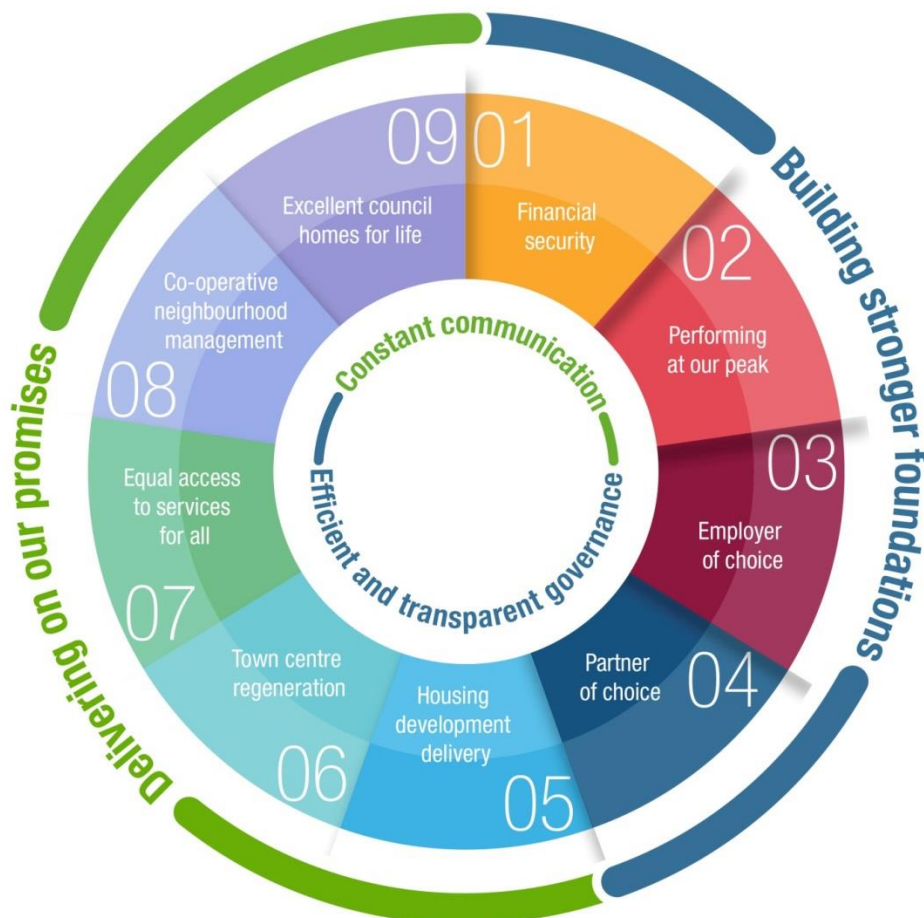 01
Financial
security
02
Performing
at our peak
03
Employer
of choice
04
Partner
of choice
05
Housing
development
delivery
06
Town centre
regeneration
07
Equal access
to services
for all
08
Co-operative
neighbourhood
management
09
Excellent council
homes for life
Building stronger foundations
Delivering on our promises
Constant communication
Efficient and transparent governance